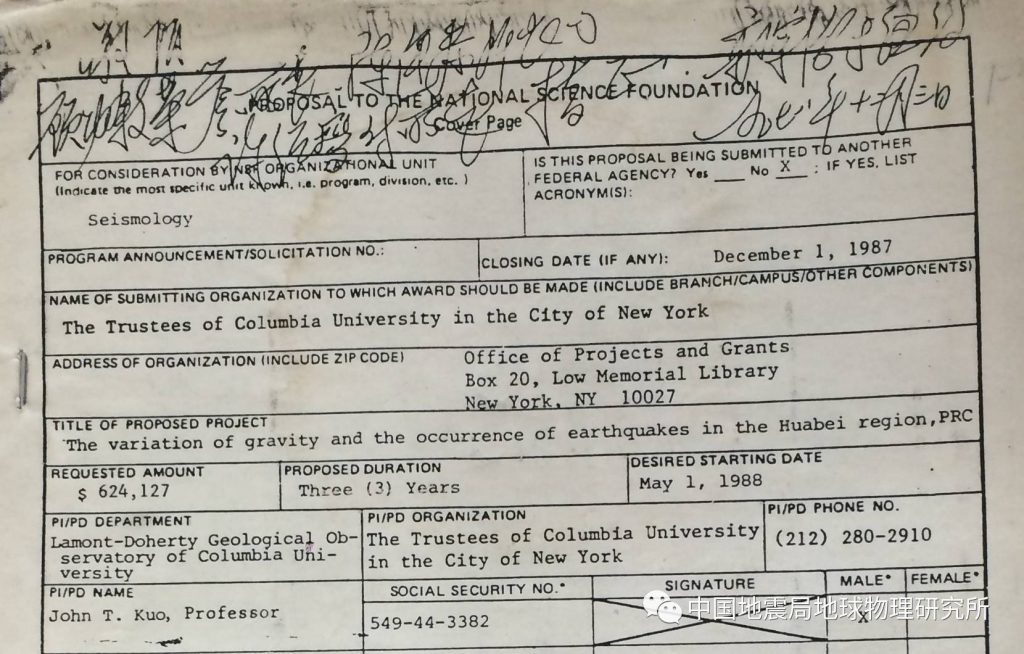 PROPOSAL TO THE NATIONAL SCIENCE FOUNDATION
Cover Page
FOR CONSIDERATION BY NSF ORGANIZATIONAL UNIT
(Indicate the most specific unit known, i.e. program, division, etc. )
Seismology
IS THIS PROPOSAL BEING SUBMITTED TO ANOTHER
FEDERAL AGENCY? Yes ___ No _X_ : IF YES, LIST
ACRONYM(S):
PROGRAM ANNOUNCEMENT/SOLICITATION NO.:
CLOSING DATE (IF ANY): December 1, 1987
NAME OF SUBMITTING ORGANIZATION TO WHICH AWARD SHOULD BE MADE (INCLUDE BRANCH/CAMPUS/OTHER COMPONENTS)
The Trustees of Columbia University in the City of New York
ADDRESS OF ORGANIZATION (INCLUDE ZIP CODE)
Office of Projects and Grants
Box 20, Low Memorial Library
New York, NY 10027
TITLE OF PROPOSED PROJECT
The variation of gravity and the occurrence of earthquakes in the Huabei region,PRC
REQUESTED AMOUNT
$ 624,127
PROPOSED DURATION
Three (3) Years
DESIRED STARTING DATE
May 1, 1988
PI/PD DEPARTMENT
Lamont-Doherty Geological Ob-
servatory of Columbia Uni-
versity
PI/PD ORGANIZATION
The Trustees of Columbia University
in the City of New York
PI/PD PHONE NO.
(212) 280-2910
PI/PD NAME
John T. Kuo, Professor
SOCIAL SECURITY NO.*
549-44-3382
SIGNATURE
MALE*
X
FEMALE*
中国地震局地球物理研究所